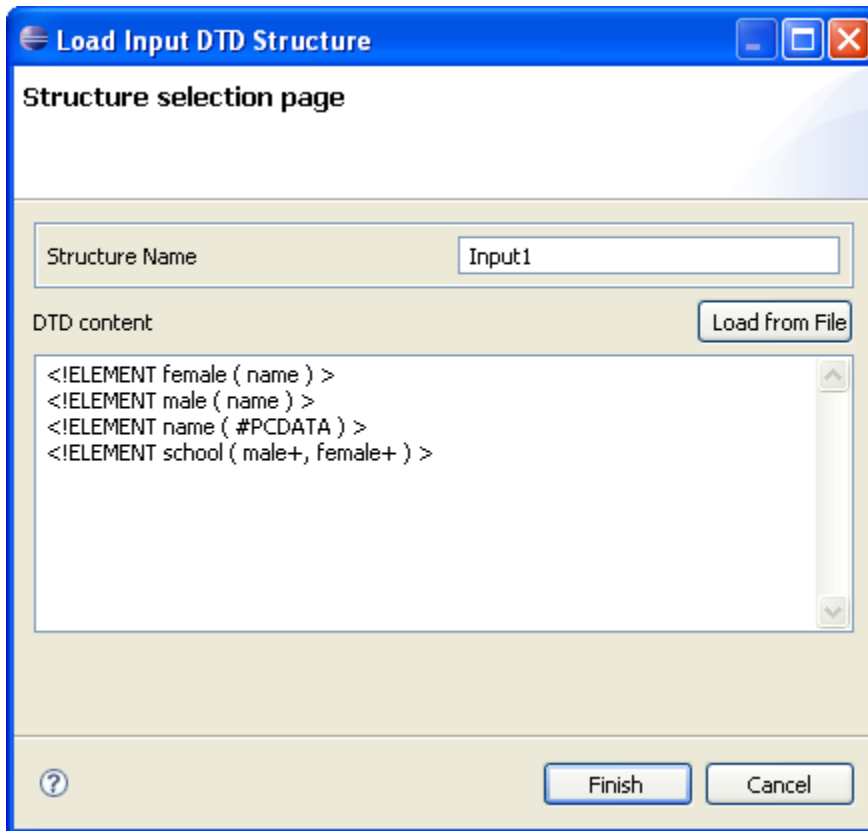 Load Input DTD Structure
Structure selection page
Structure Name
Input1
DTD content
Load from File
<!ELEMENT female ( name ) >
<!ELEMENT male ( name ) >
<!ELEMENT name ( #PCDATA ) >
<!ELEMENT school ( male+, female+ ) >
?
Finish
Cancel